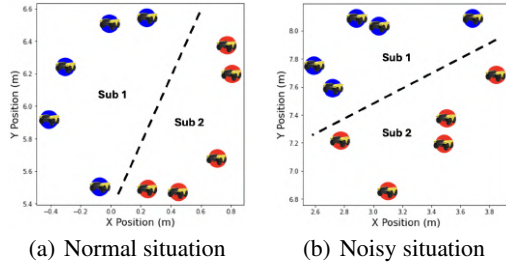 6.6
6.4
6.2
6.0
5.8
5.6
5.4
Y Position (m)
Sub 1
Sub 2
−0.4
−0.2
0.0
0.2
0.4
0.6
0.8
X Position (m)
(a) Normal situation
8.0
7.8
7.6
7.4
7.2
7.0
6.8
Y Position (m)
Sub 1
Sub 2
2.6
2.8
3.0
3.2
3.4
3.6
3.8
X Position (m)
(b) Noisy situation